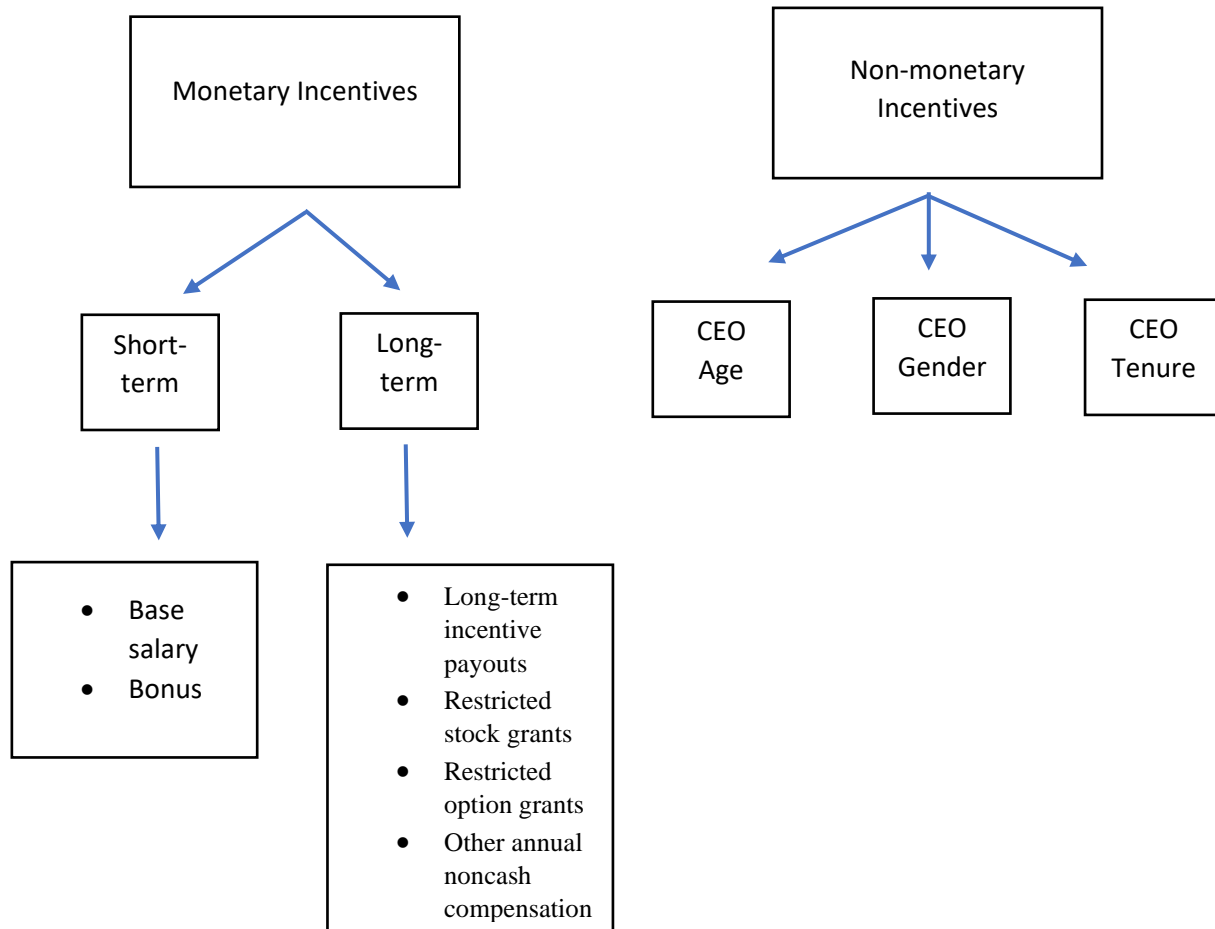 Monetary Incentives
Non-monetary
Incentives
Short-
term
Long-
term
CEO
Age
CEO
Gender
CEO
Tenure
• Base
salary
• Bonus
• Long-term
incentive
payouts
• Restricted
stock grants
• Restricted
option grants
• Other annual
noncash
compensation